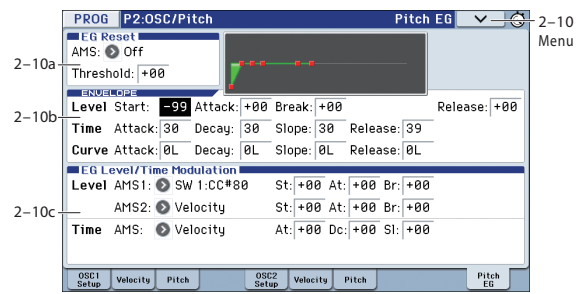 PROG P2:OSC/Pitch Pitch EG
2–10
Menu
EG Reset
AMS: Off
2–10a
Threshold: +00
ENVELOPE
2–10b
Level Start: -99 Attack: +00 Break: +00 Release: +00
Time Attack: 30 Decay: 30 Slope: 30 Release: 39
Curve Attack: 0L Decay: 0L Slope: 0L Release: 0L
EG Level/Time Modulation
Level AMS1: SW 1:CC#80 St: +00 At: +00 Br: +00
2–10c
AMS2: Velocity St: +00 At: +00 Br: +00
Time AMS: Velocity At: +00 Dc: +00 Sl: +00
OSC1 Setup Velocity Pitch OSC2 Setup Velocity Pitch Pitch EG